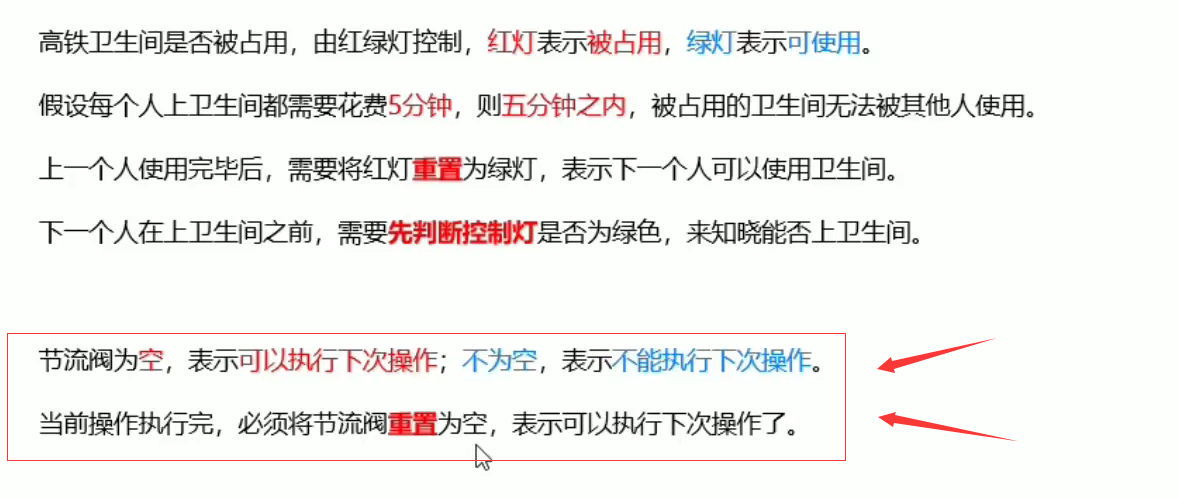 高铁卫生间是否被占用，由红绿灯控制，红灯表示被占用，绿灯表示可使用。
假设每个人上卫生间都需要花费5分钟，则五分钟之内，被占用的卫生间无法被其他人使用。
上一个人使用完毕后，需要将红灯重置为绿灯，表示下一个人可以使用卫生间。
下一个人在上卫生间之前，需要先判断控制灯是否为绿色，来知晓能否上卫生间。
节流阀为空，表示可以执行下次操作；不为空，表示不能执行下次操作。
当前操作执行完，必须将节流阀重置为空，表示可以执行下次操作了。